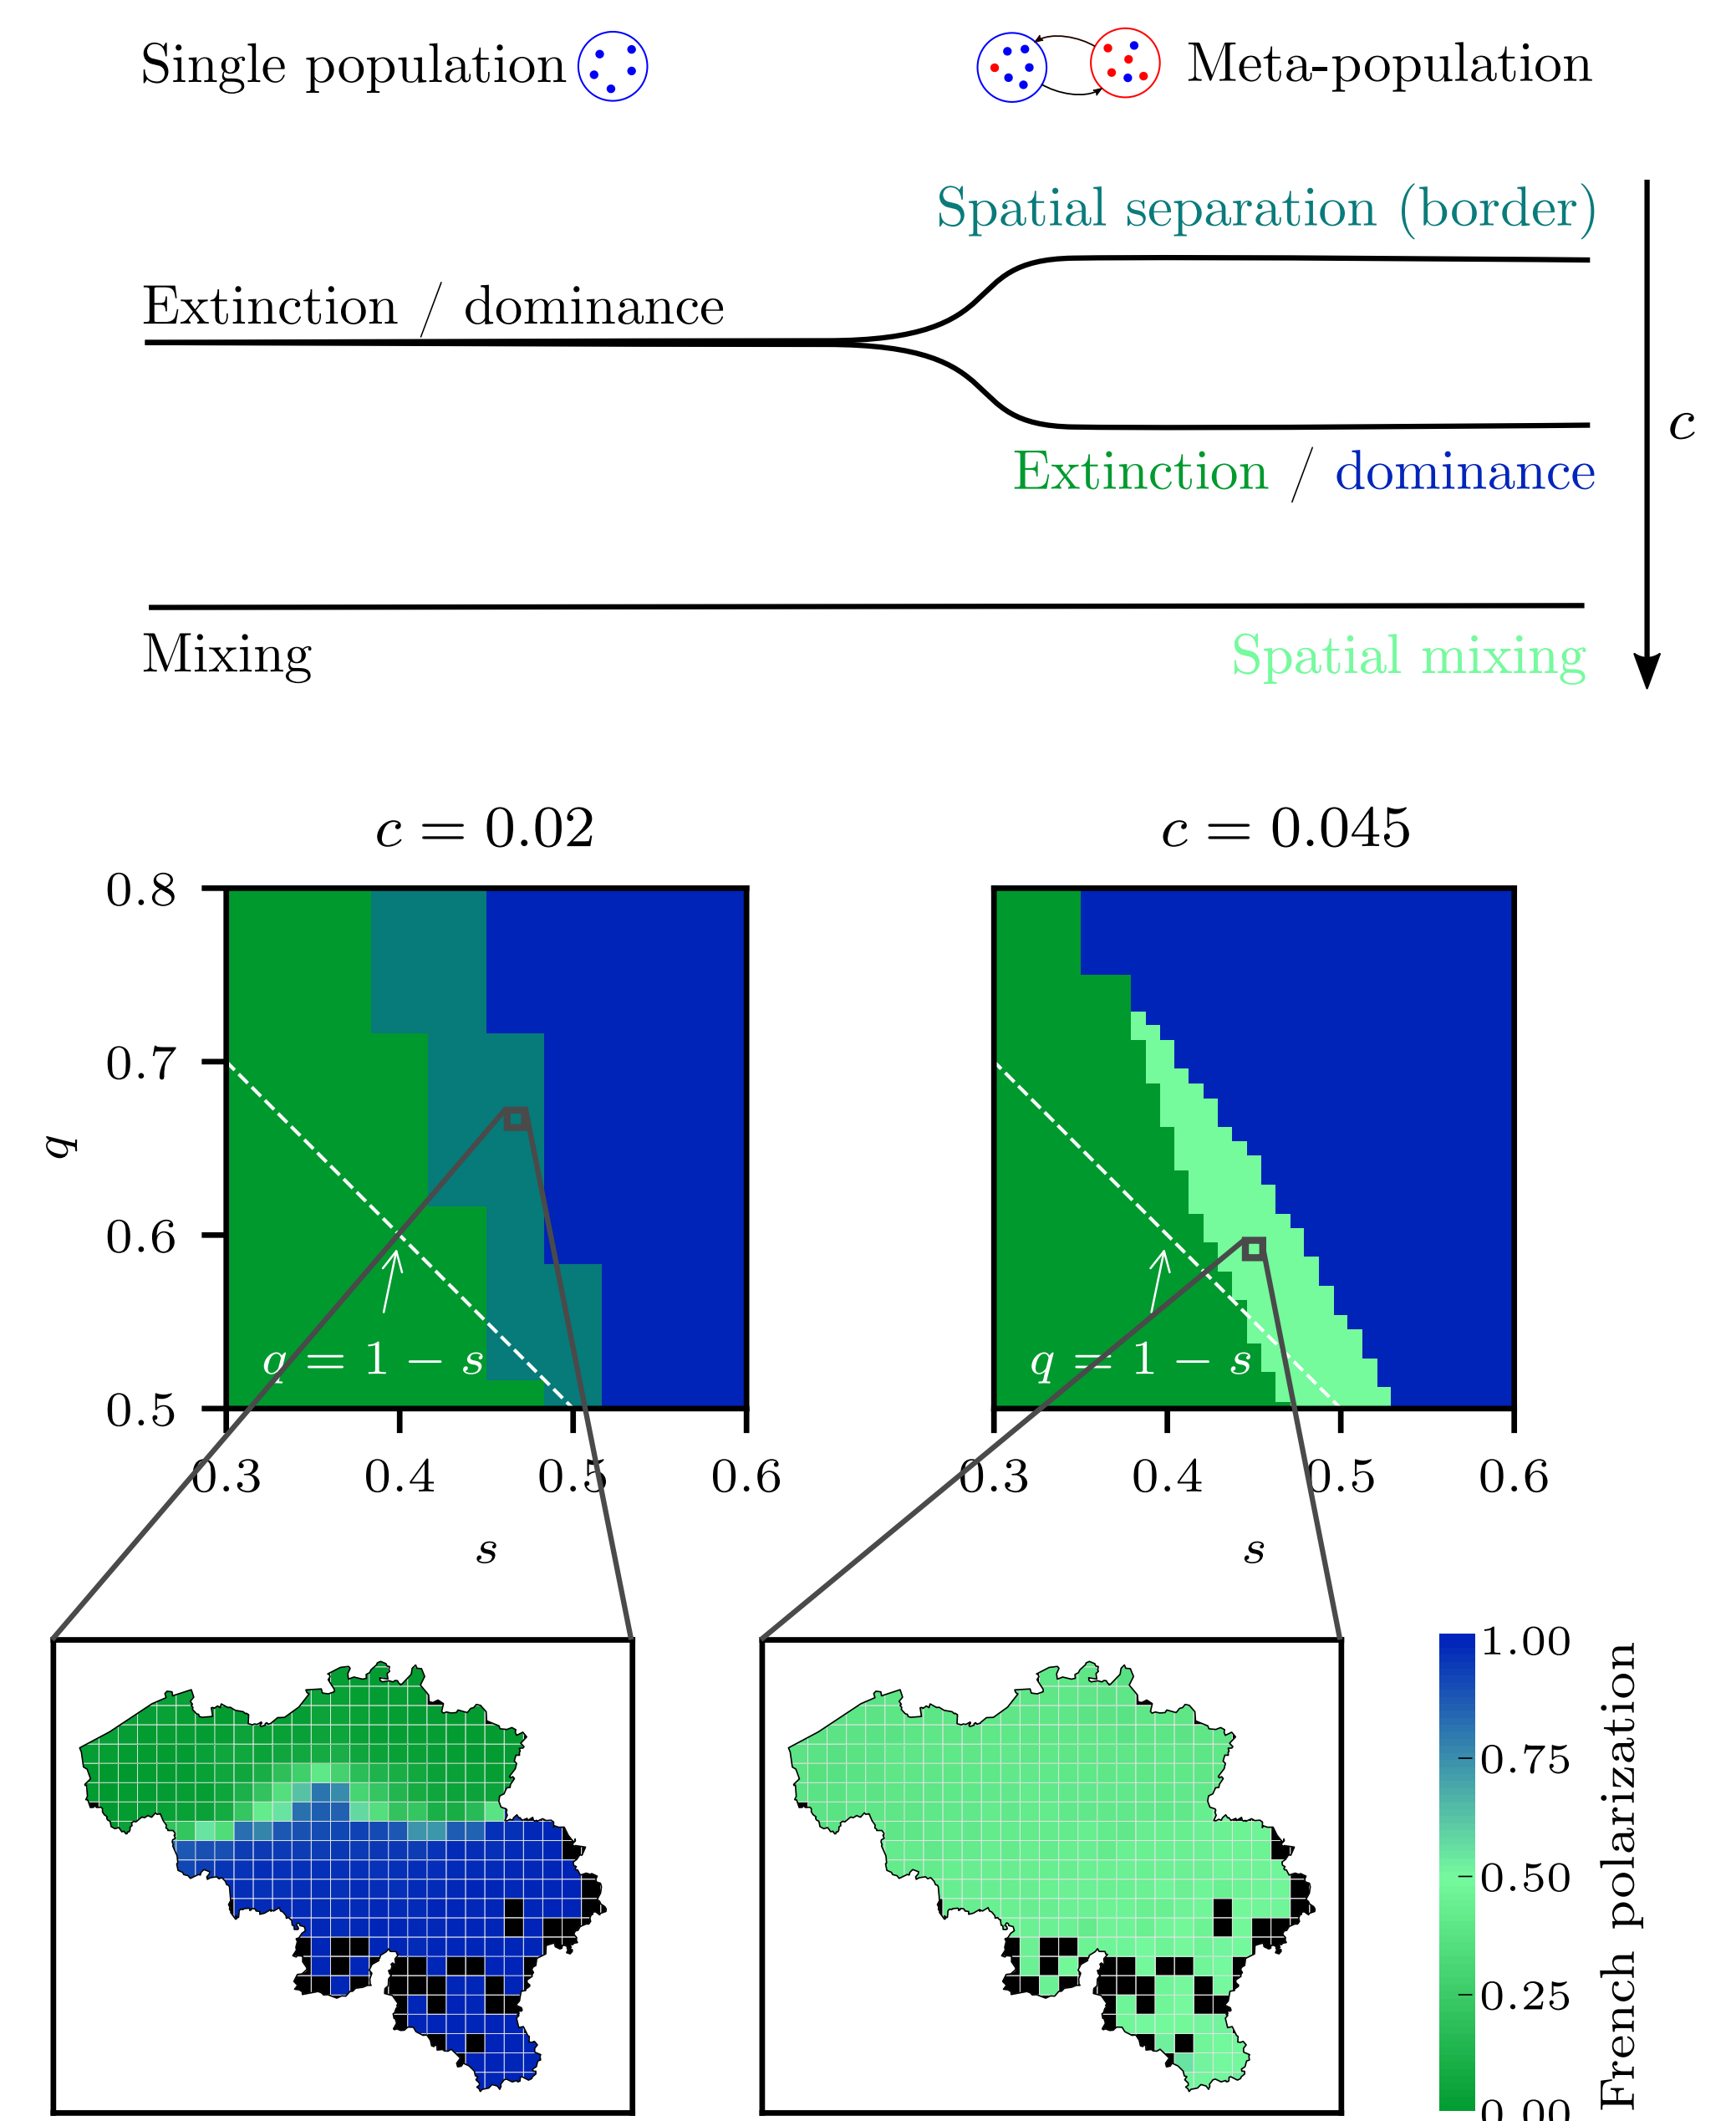 Single population
Meta-population
Spatial separation (border)
Extinction / dominance
c
Extinction / dominance
Mixing
Spatial mixing
c = 0.02
c = 0.045
0.8
0.7
0.6
0.5
q
q = 1 − s
q = 1 − s
0.3 0.4 0.5 0.6
0.3 0.4 0.5 0.6
s
s
1.00
0.75
0.50
0.25
0.00
French polarization